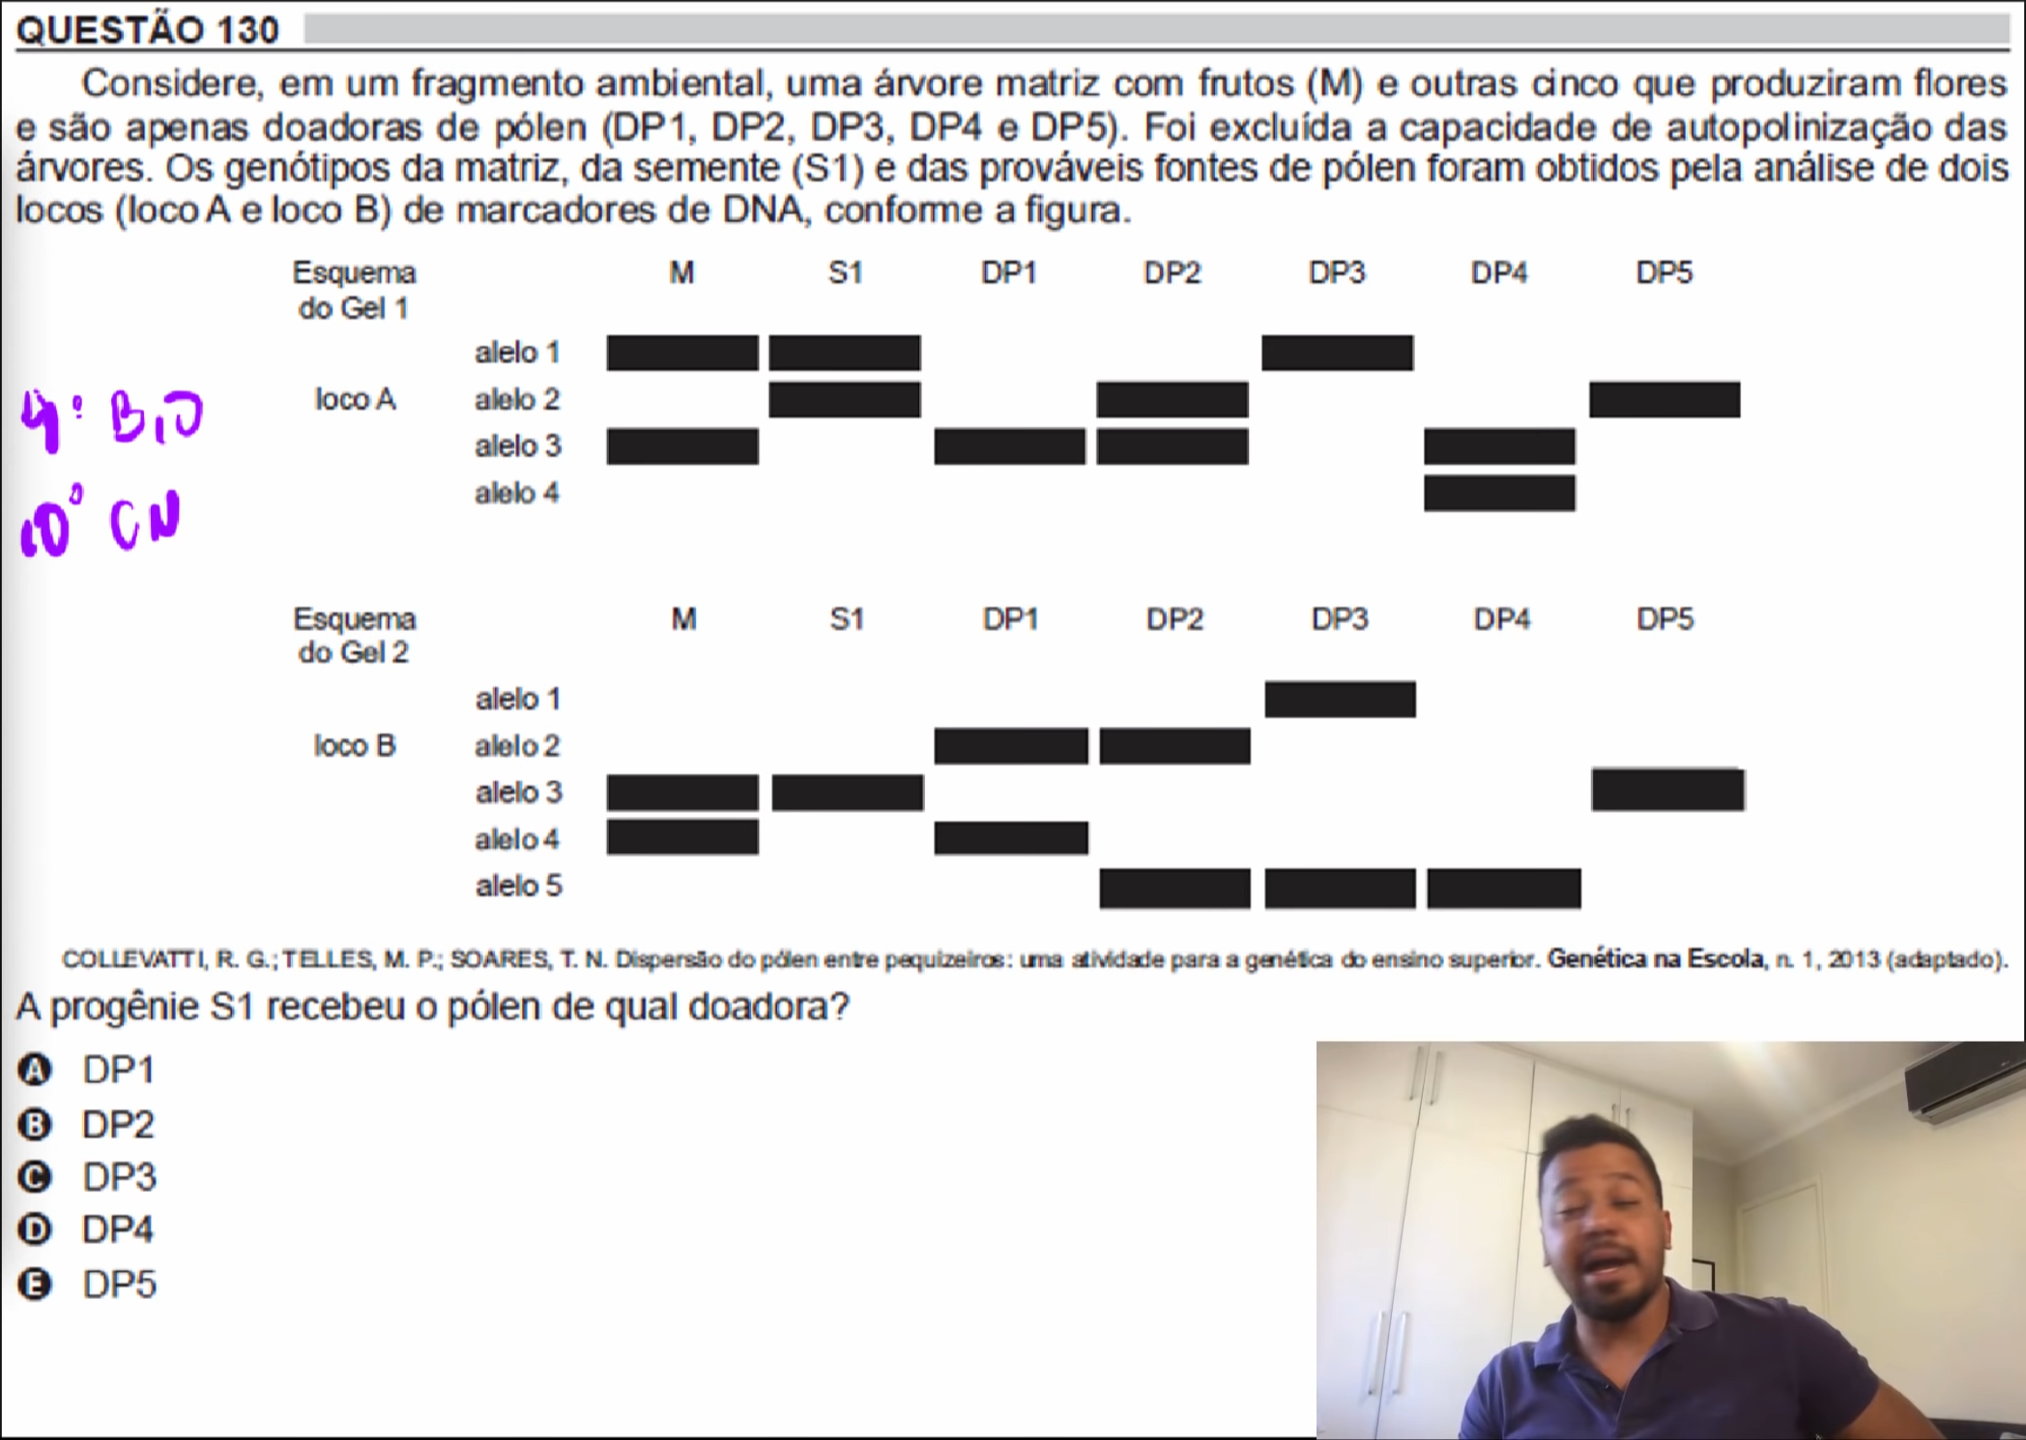 QUESTÃO 130
Considere, em um fragmento ambiental, uma árvore matriz com frutos (M) e outras cinco que produziram flores
e são apenas doadoras de pólen (DP1, DP2, DP3, DP4 e DP5). Foi excluída a capacidade de autopolinização das
árvores. Os genótipos da matriz, da semente (S1) e das prováveis fontes de pólen foram obtidos pela análise de dois
locos (loco A e loco B) de marcadores de DNA, conforme a figura.
Esquema do Gel 1
M S1 DP1 DP2 DP3 DP4 DP5
alelo 1
loco A alelo 2
alelo 3
alelo 4
4º BIO
10º CN
Esquema do Gel 2
M S1 DP1 DP2 DP3 DP4 DP5
alelo 1
loco B alelo 2
alelo 3
alelo 4
alelo 5
COLLEVATTI, R. G.; TELLES, M. P.; SOARES, T. N. Dispersão do pólen entre pequizeiros: uma atividade para a genética do ensino superior. Genética na Escola, n. 1, 2013 (adaptado).
A progênie S1 recebeu o pólen de qual doadora?
A DP1
B DP2
C DP3
D DP4
E DP5